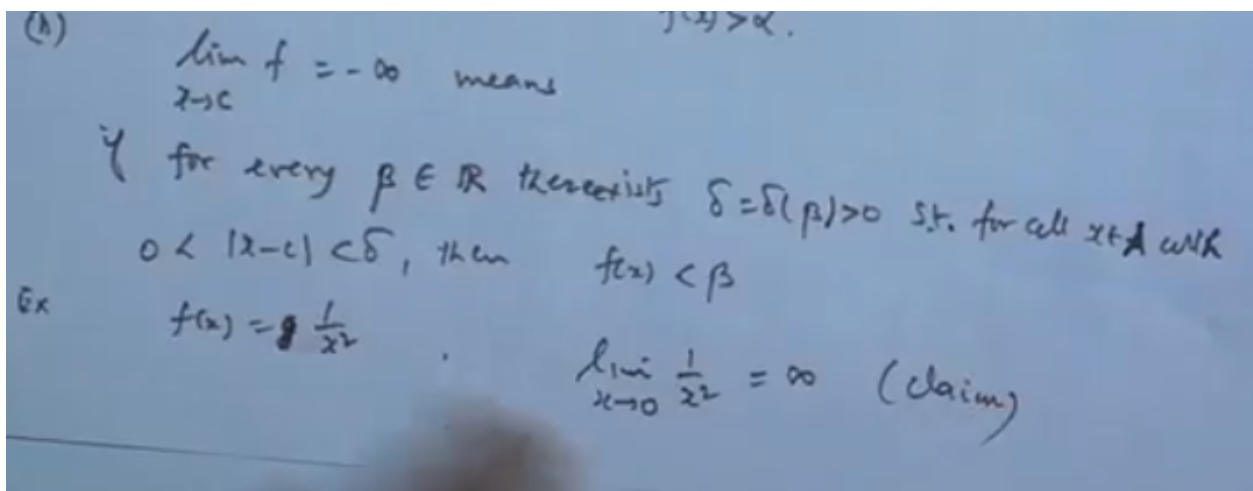 (h) f(x) > α.
lim f = -∞ means
x→c
if for every β ∈ ℝ there exists δ = δ(β) > 0 s.t. for all x ∈ A with
0 < |x-c| < δ, then f(x) < β
Ex f(x) = 1/x² . lim 1/x² = ∞ (claim)
x→0